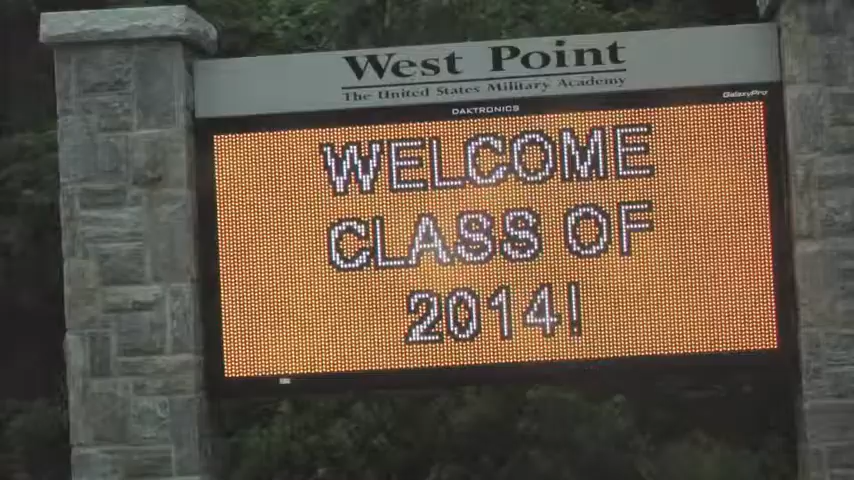 West Point
The United States Military Academy
DAKTRONICS
GalaxyPro
WELCOME
CLASS OF
2014!